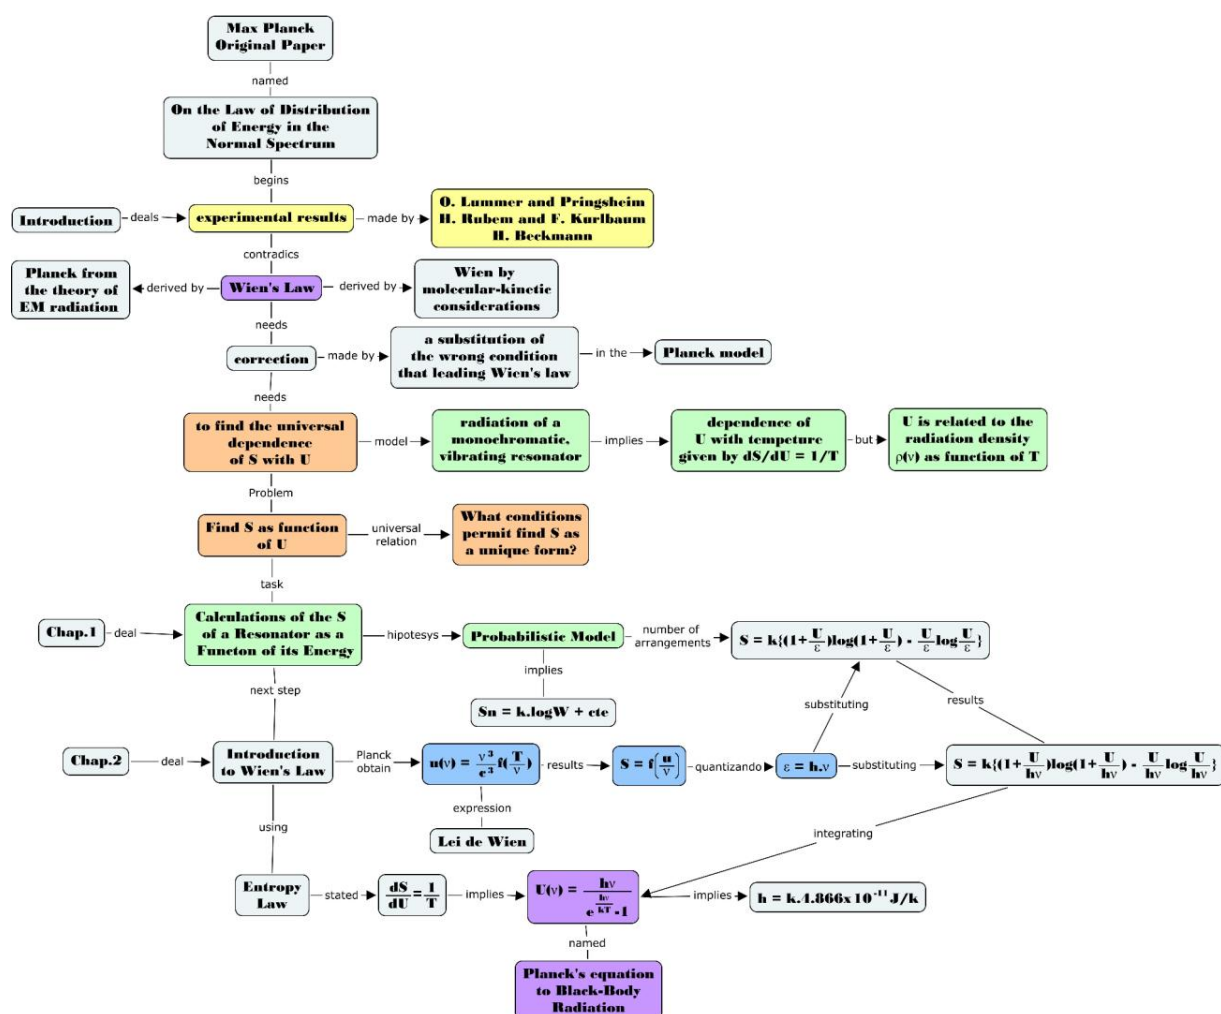 Max Planck
Original Paper
named
On the Law of Distribution
of Energy in the
Normal Spectrum
begins
Introduction
deals
experimental results
made by
O. Lummer and Pringsheim
H. Rubem and F. Kurlbaum
H. Beckmann
contradics
Planck from
the theory of
EM radiation
derived by
Wien's Law
derived by
Wien by
molecular-kinetic
considerations
needs
correction
made by
a substitution of
the wrong condition
that leading Wien's law
in the
Planck model
needs
to find the universal
dependence
of S with U
model
radiation of a
monochromatic,
vibrating resonator
implies
dependence of
U with tempeture
given by dS/dU = 1/T
but
U is related to the
radiation density
ρ(ν) as function of T
Problem
Find S as function
of U
universal
relation
What conditions
permit find S as
a unique form?
task
Chap.1
deal
Calculations of the S
of a Resonator as a
Functon of its Energy
hipotesys
Probabilistic Model
number of
arrangements
S = k{(1+U/ε)log(1+U/ε) - U/ε log U/ε}
implies
Sn = k.logW + cte
next step
substituting
results
Chap.2
deal
Introduction
to Wien's Law
Planck
obtain
u(ν) = ν³/c³ f(T/ν)
results
S = f(u/ν)
quantizando
ε = h.ν
substituting
S = k{(1+U/hν)log(1+U/hν) - U/hν log U/hν}
expression
Lei de Wien
using
integrating
Entropy
Law
stated
dS/dU = 1/T
implies
U(ν) = hν/(e^(hν/kT) - 1)
implies
h = k.4.866x10⁻¹¹ J/k
named
Planck's equation
to Black-Body
Radiation